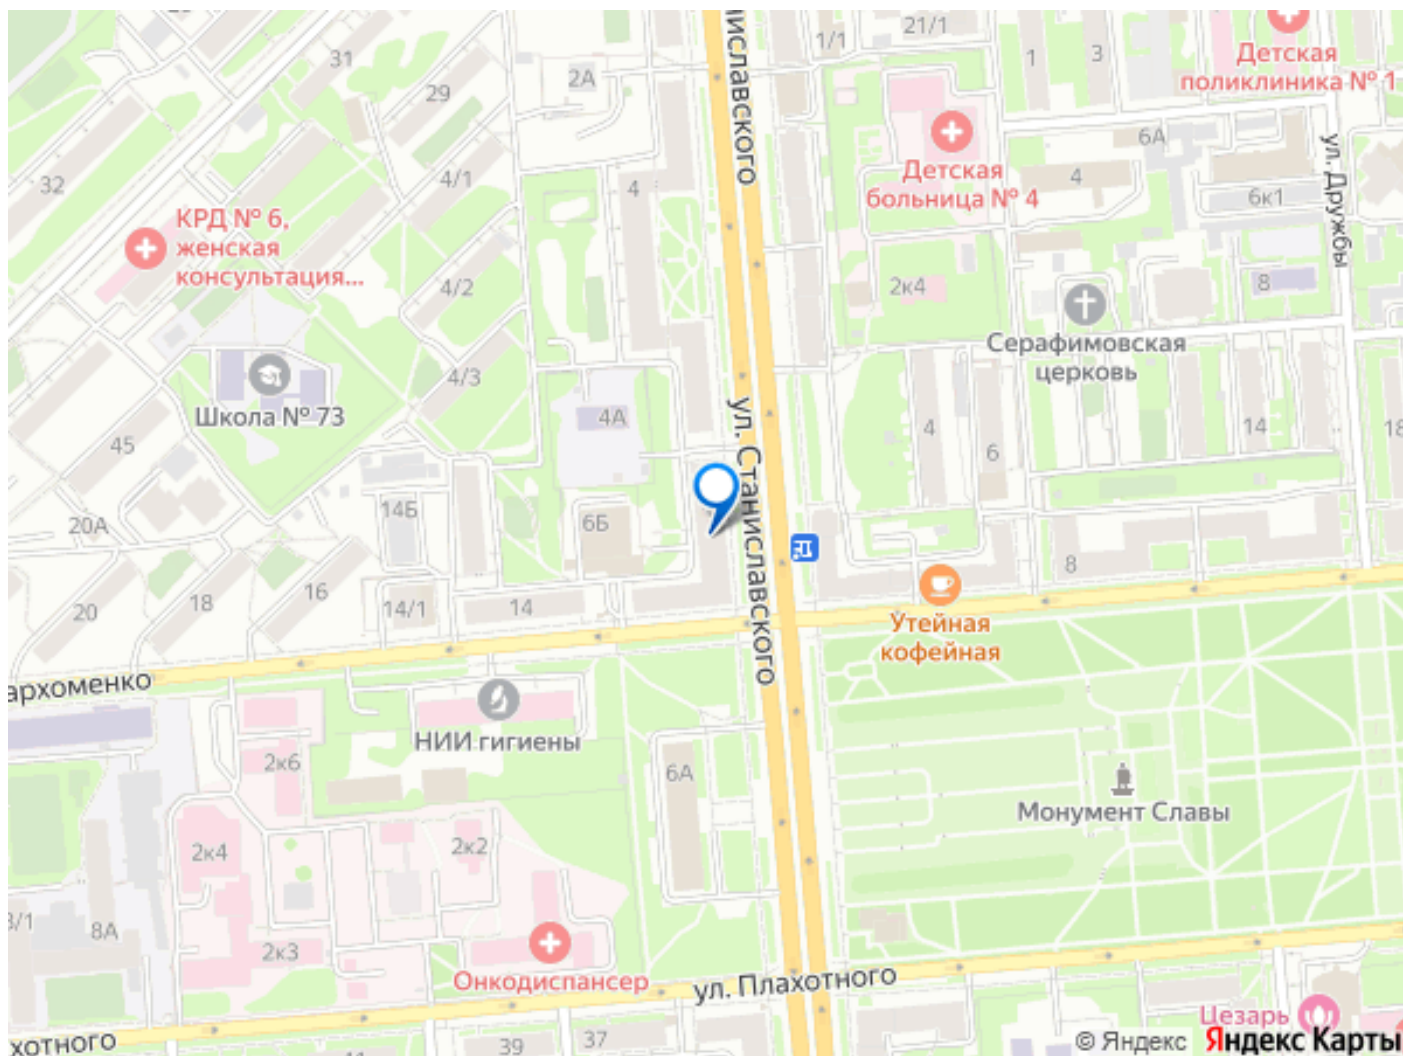 31
29
2А
1/1
21/1
1
3
Детская
поликлиника № 1
ул. Станиславского
32
4/1
4
Детская
больница № 4
6А
4
6к1
ул. Дружбы
КРД № 6,
женская
консультация...
4/2
2к4
8
Серафимовская
церковь
4/3
Школа № 73
4А
45
4
6
14
18
20А
14Б
6Б
8
20
18
16
14/1
14
Утейная
кофейная
архоменко
НИИ гигиены
2к6
6А
Монумент Славы
2к4
2к2
8А
2к3
Онкодиспансер
ул. Плахотного
хотного
39
37
Цезарь
© Яндекс
Яндекс Карты